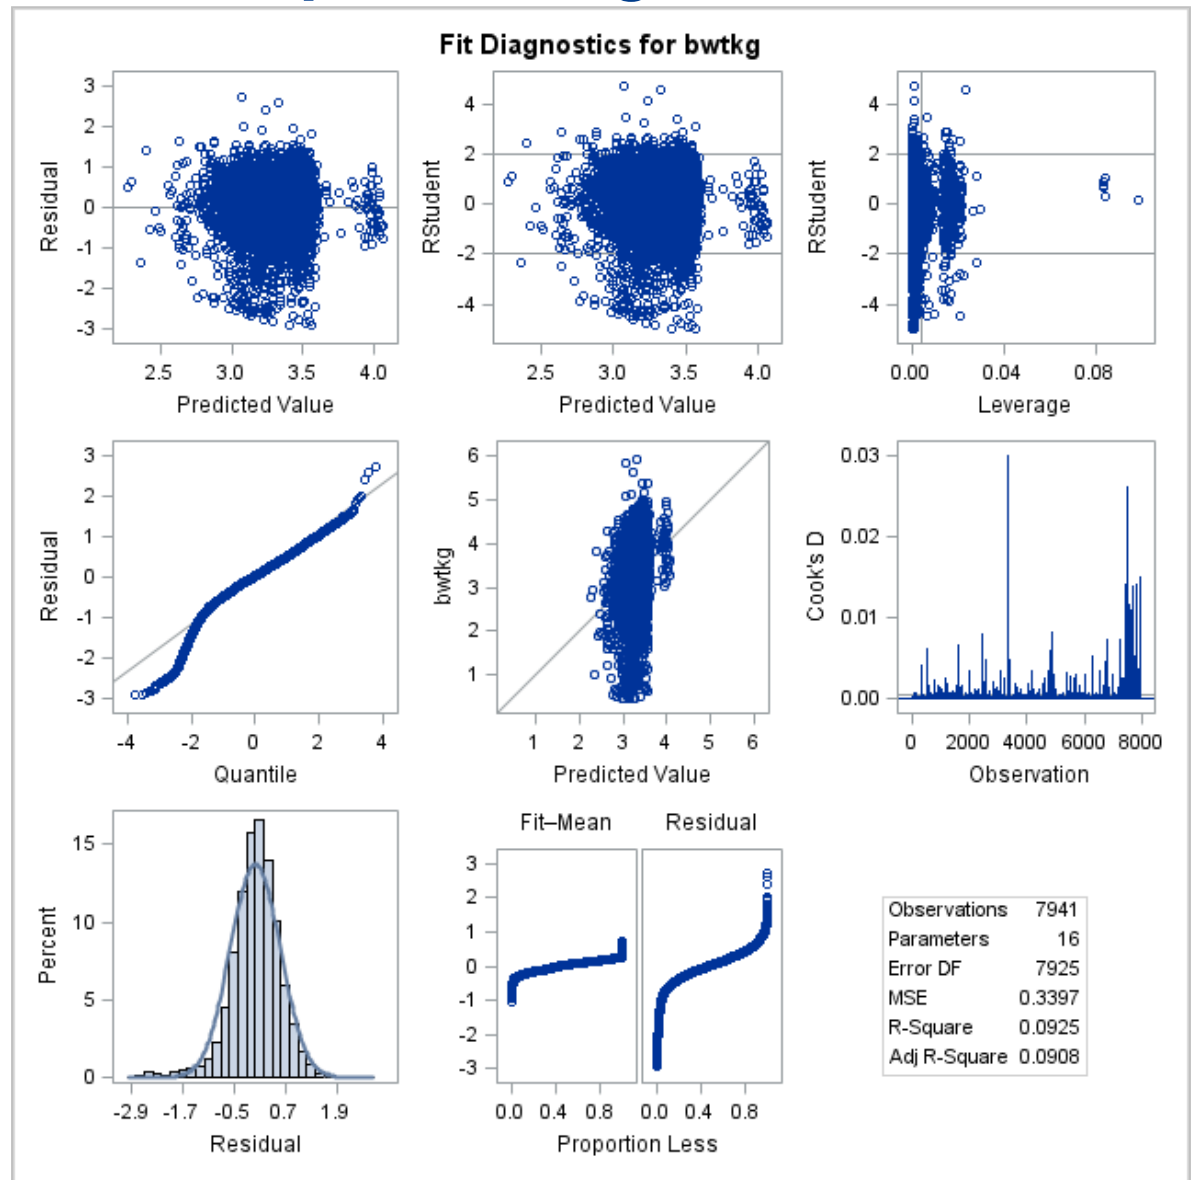 Fit Diagnostics for bwtkg
3
2
1
0
-1
-2
-3
Residual
2.5 3.0 3.5 4.0
Predicted Value
4
2
0
-2
-4
RStudent
2.5 3.0 3.5 4.0
Predicted Value
4
2
0
-2
-4
RStudent
0.00 0.04 0.08
Leverage
3
2
1
0
-1
-2
-3
Residual
-4 -2 0 2 4
Quantile
6
5
4
3
2
1
bwtkg
1 2 3 4 5 6
Predicted Value
0.03
0.02
0.01
0.00
Cook's D
0 2000 4000 6000 8000
Observation
15
10
5
0
Percent
-2.9 -1.7 -0.5 0.7 1.9
Residual
Fit–Mean Residual
3
2
1
0
-1
-2
-3
0.0 0.4 0.8 0.0 0.4 0.8
Proportion Less
Observations 7941
Parameters 16
Error DF 7925
MSE 0.3397
R-Square 0.0925
Adj R-Square 0.0908